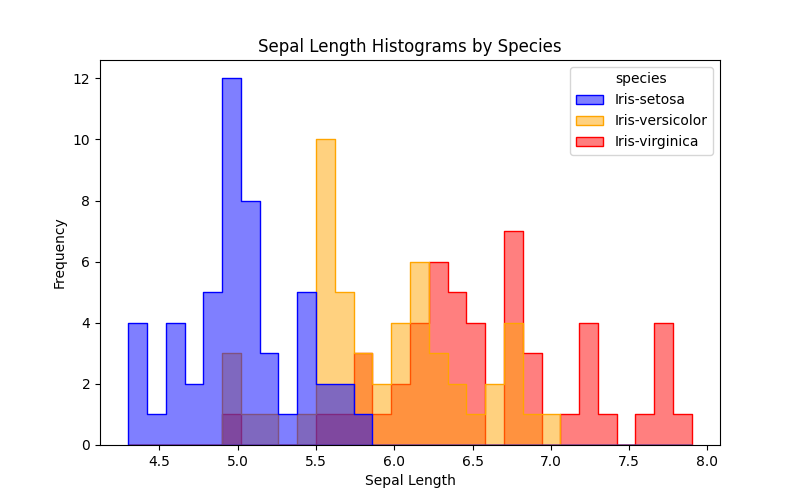 Sepal Length Histograms by Species
species
Iris-setosa
Iris-versicolor
Iris-virginica
Frequency
12
10
8
6
4
2
0
4.5 5.0 5.5 6.0 6.5 7.0 7.5 8.0
Sepal Length